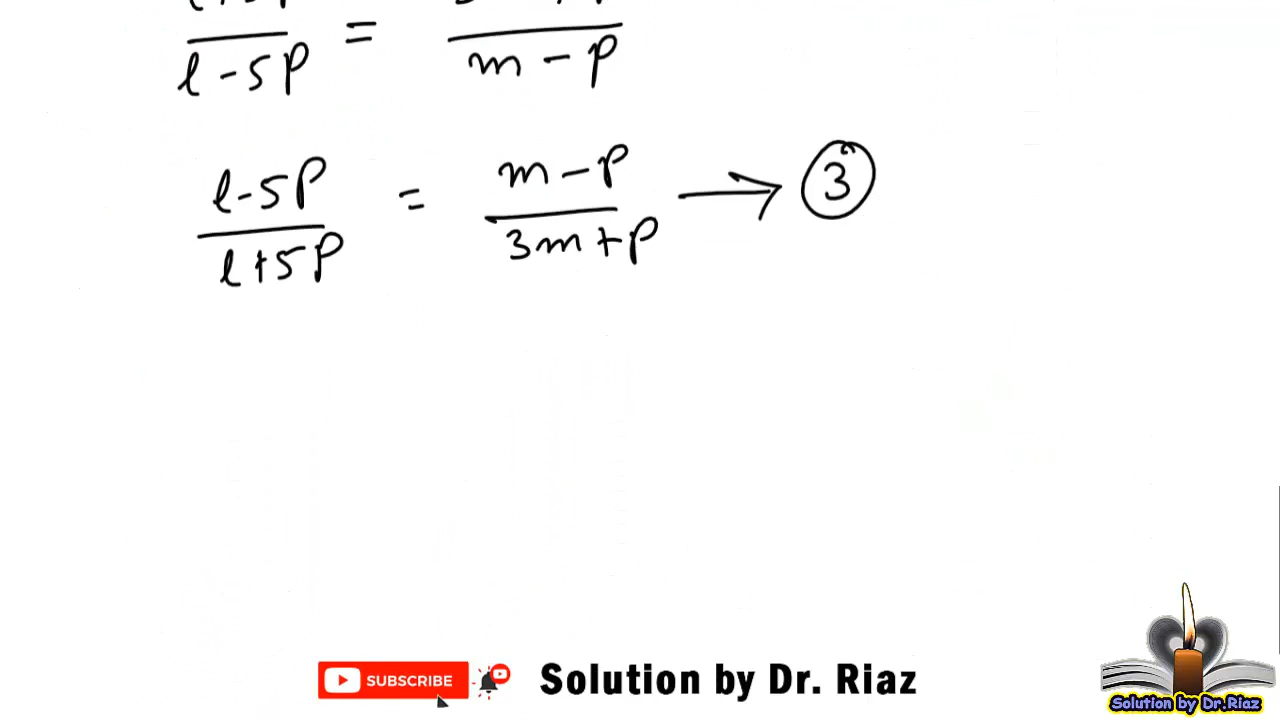 l-5P = m-P
l-5P/l+5P = m-P/3m+P → 3
SUBSCRIBE
Solution by Dr. Riaz
Solution by Dr.Riaz